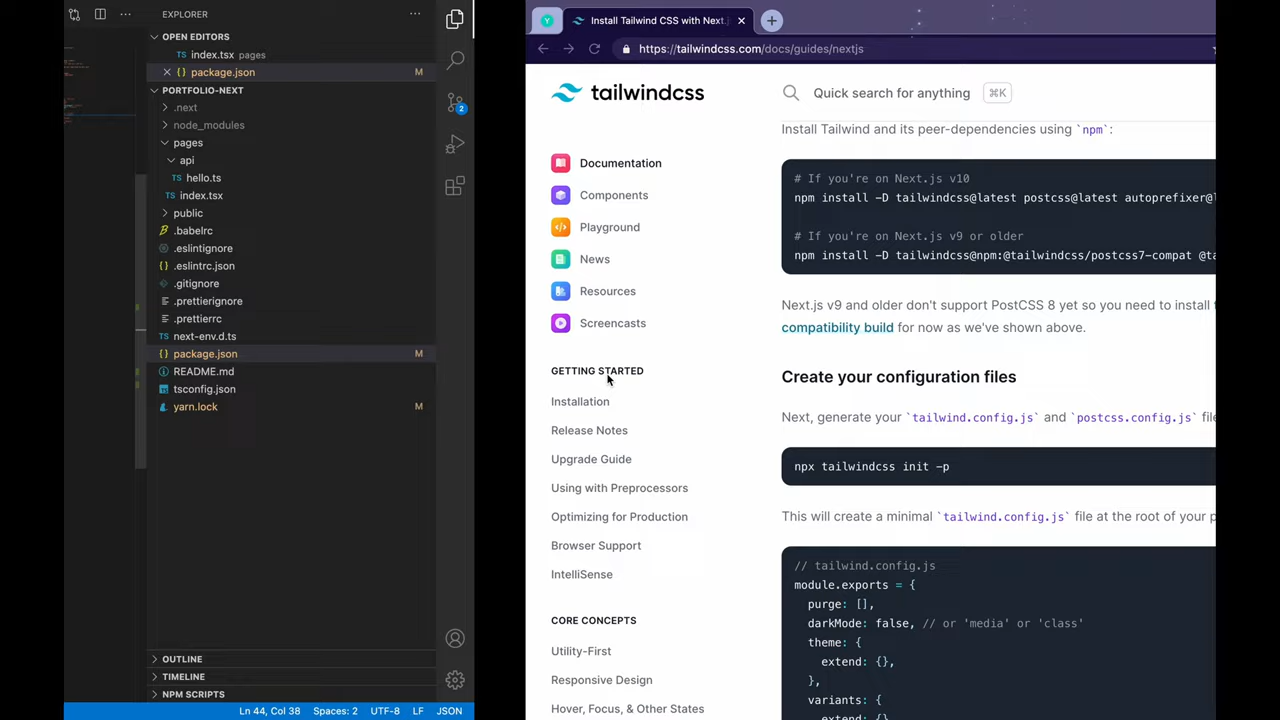 EXPLORER
OPEN EDITORS
TS index.tsx pages
{} package.json M
PORTFOLIO-NEXT
.next
node_modules
pages
api
TS hello.ts
TS index.tsx
public
.babelrc
.eslintignore
{} .eslintrc.json
.gitignore
.prettierignore
.prettierrc
TS next-env.d.ts
{} package.json M
README.md
tsconfig.json
yarn.lock M
OUTLINE
TIMELINE
NPM SCRIPTS
Ln 44, Col 38 Spaces: 2 UTF-8 LF JSON
2
Y
Install Tailwind CSS with Next.
https://tailwindcss.com/docs/guides/nextjs
tailwindcss
Quick search for anything ⌘K
Documentation
Components
Playground
News
Resources
Screencasts
GETTING STARTED
Installation
Release Notes
Upgrade Guide
Using with Preprocessors
Optimizing for Production
Browser Support
IntelliSense
CORE CONCEPTS
Utility-First
Responsive Design
Hover, Focus, & Other States
Install Tailwind and its peer-dependencies using `npm`:
# If you're on Next.js v10
npm install -D tailwindcss@latest postcss@latest autoprefixer@l
# If you're on Next.js v9 or older
npm install -D tailwindcss@npm:@tailwindcss/postcss7-compat @ta
Next.js v9 and older don't support PostCSS 8 yet so you need to install
compatibility build for now as we've shown above.
Create your configuration files
Next, generate your `tailwind.config.js` and `postcss.config.js` file
npx tailwindcss init -p
This will create a minimal `tailwind.config.js` file at the root of your p
// tailwind.config.js
module.exports = {
purge: [],
darkMode: false, // or 'media' or 'class'
theme: {
extend: {},
},
variants: {
extend: {},